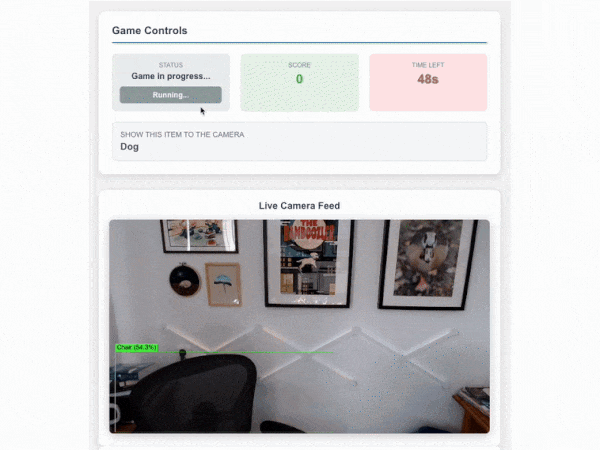 Game Controls
STATUS
Game in progress...
Running...
SCORE
0
TIME LEFT
48s
SHOW THIS ITEM TO THE CAMERA
Dog
Live Camera Feed
THE
BAMBOOZLER
Chair (54.3%)